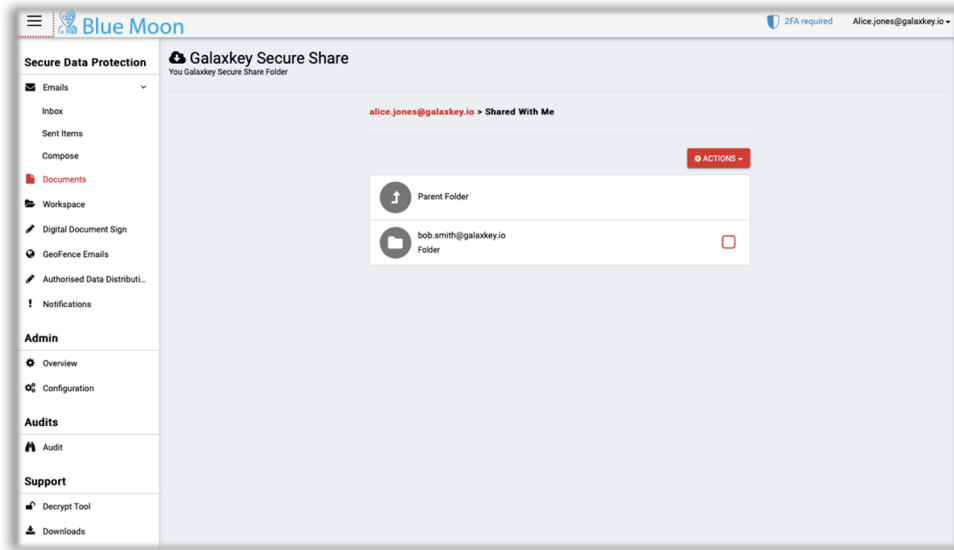 Blue Moon
2FA required
Alice.jones@galaxkey.io
Secure Data Protection
Emails
Inbox
Sent Items
Compose
Documents
Workspace
Digital Document Sign
GeoFence Emails
Authorised Data Distributi...
Notifications
Admin
Overview
Configuration
Audits
Audit
Support
Decrypt Tool
Downloads
Galaxkey Secure Share
You Galaxkey Secure Share Folder
alice.jones@galaxkey.io > Shared With Me
ACTIONS
Parent Folder
bob.smith@galaxkey.io
Folder